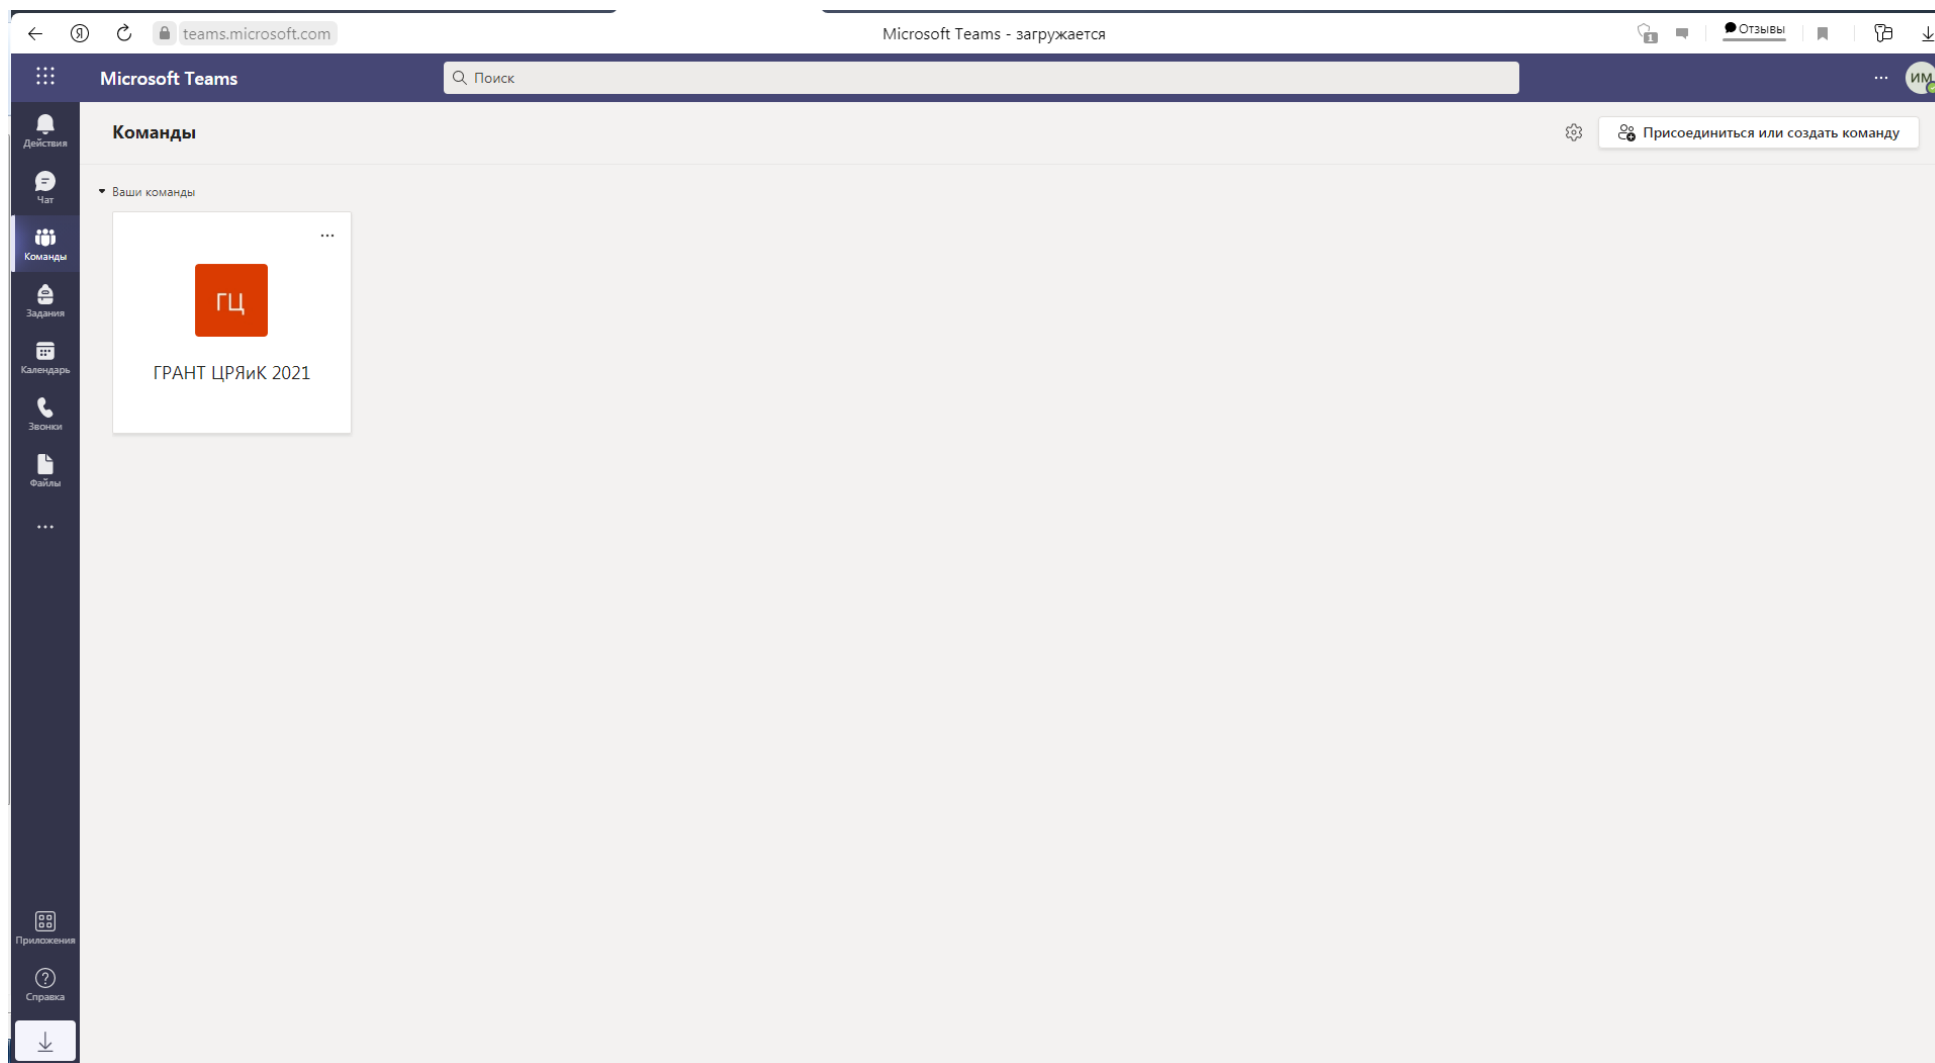 teams.microsoft.com
Microsoft Teams - загружается
1
Отзывы
Microsoft Teams
Поиск
ИМ
Действия
Чат
Команды
Задания
Календарь
Звонки
Файлы
Приложения
Справка
Команды
Присоединиться или создать команду
Ваши команды
ГЦ
ГРАНТ ЦРЯиК 2021